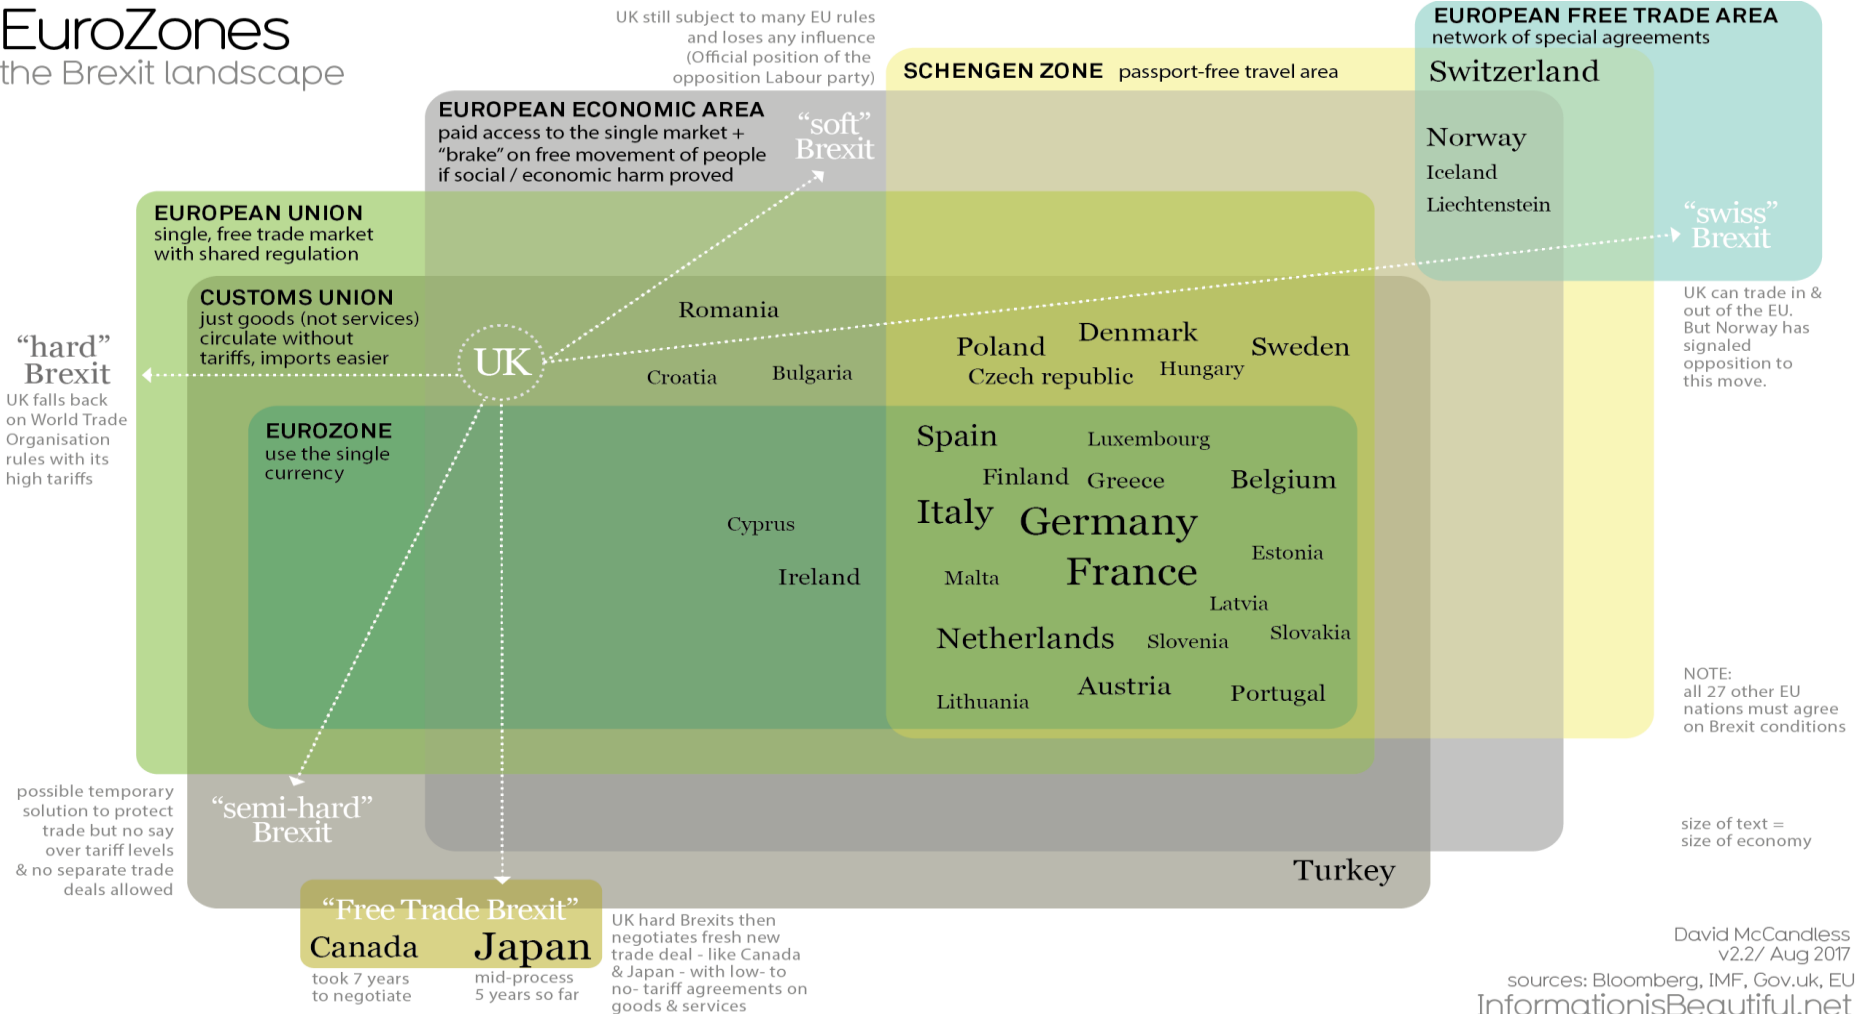 EuroZones
the Brexit landscape
UK still subject to many EU rules
and loses any influence
(Official position of the
opposition Labour party)
EUROPEAN FREE TRADE AREA
network of special agreements
Switzerland
SCHENGEN ZONE passport-free travel area
EUROPEAN ECONOMIC AREA
paid access to the single market +
“brake” on free movement of people
if social / economic harm proved
“soft”
Brexit
Norway
Iceland
Liechtenstein
“swiss”
Brexit
UK can trade in &
out of the EU.
But Norway has
signaled
opposition to
this move.
EUROPEAN UNION
single, free trade market
with shared regulation
CUSTOMS UNION
just goods (not services)
circulate without
tariffs, imports easier
“hard”
Brexit
UK falls back
on World Trade
Organisation
rules with its
high tariffs
UK
Romania
Croatia
Bulgaria
Poland
Denmark
Sweden
Czech republic
Hungary
EUROZONE
use the single
currency
Cyprus
Ireland
Spain
Luxembourg
Finland
Greece
Belgium
Italy
Germany
Estonia
Malta
France
Latvia
Netherlands
Slovenia
Slovakia
Lithuania
Austria
Portugal
NOTE:
all 27 other EU
nations must agree
on Brexit conditions
possible temporary
solution to protect
trade but no say
over tariff levels
& no separate trade
deals allowed
“semi-hard”
Brexit
size of text =
size of economy
Turkey
“Free Trade Brexit”
Canada
Japan
took 7 years
to negotiate
mid-process
5 years so far
UK hard Brexits then
negotiates fresh new
trade deal - like Canada
& Japan - with low- to
no- tariff agreements on
goods & services
David McCandless
v2.2/ Aug 2017
sources: Bloomberg, IMF, Gov.uk, EU
InformationisBeautiful.net